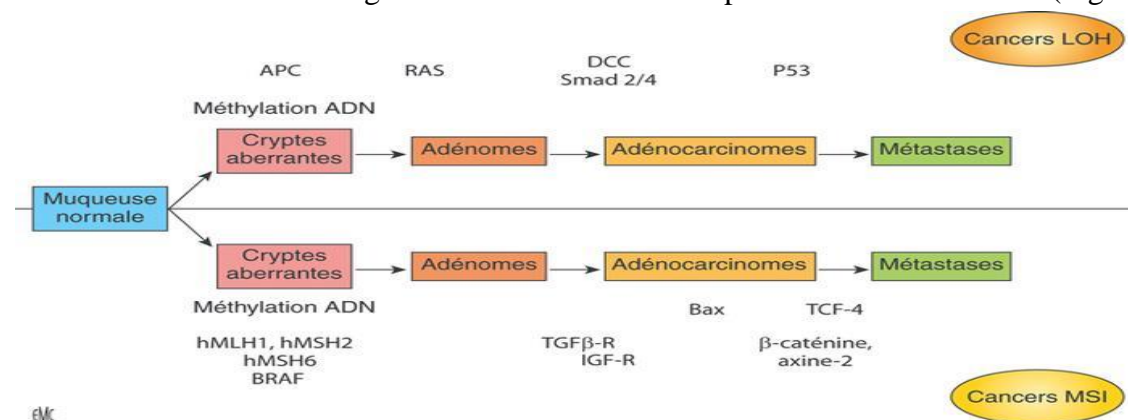 Cancers LOH
APC
RAS
DCC
Smad 2/4
P53
Méthylation ADN
Cryptes
aberrantes
Adénomes
Adénocarcinomes
Métastases
Muqueuse
normale
Cryptes
aberrantes
Adénomes
Adénocarcinomes
Métastases
Méthylation ADN
hMLH1, hMSH2
hMSH6
BRAF
TGFβ-R
IGF-R
Bax
TCF-4
β-caténine,
axine-2
Cancers MSI
EMC